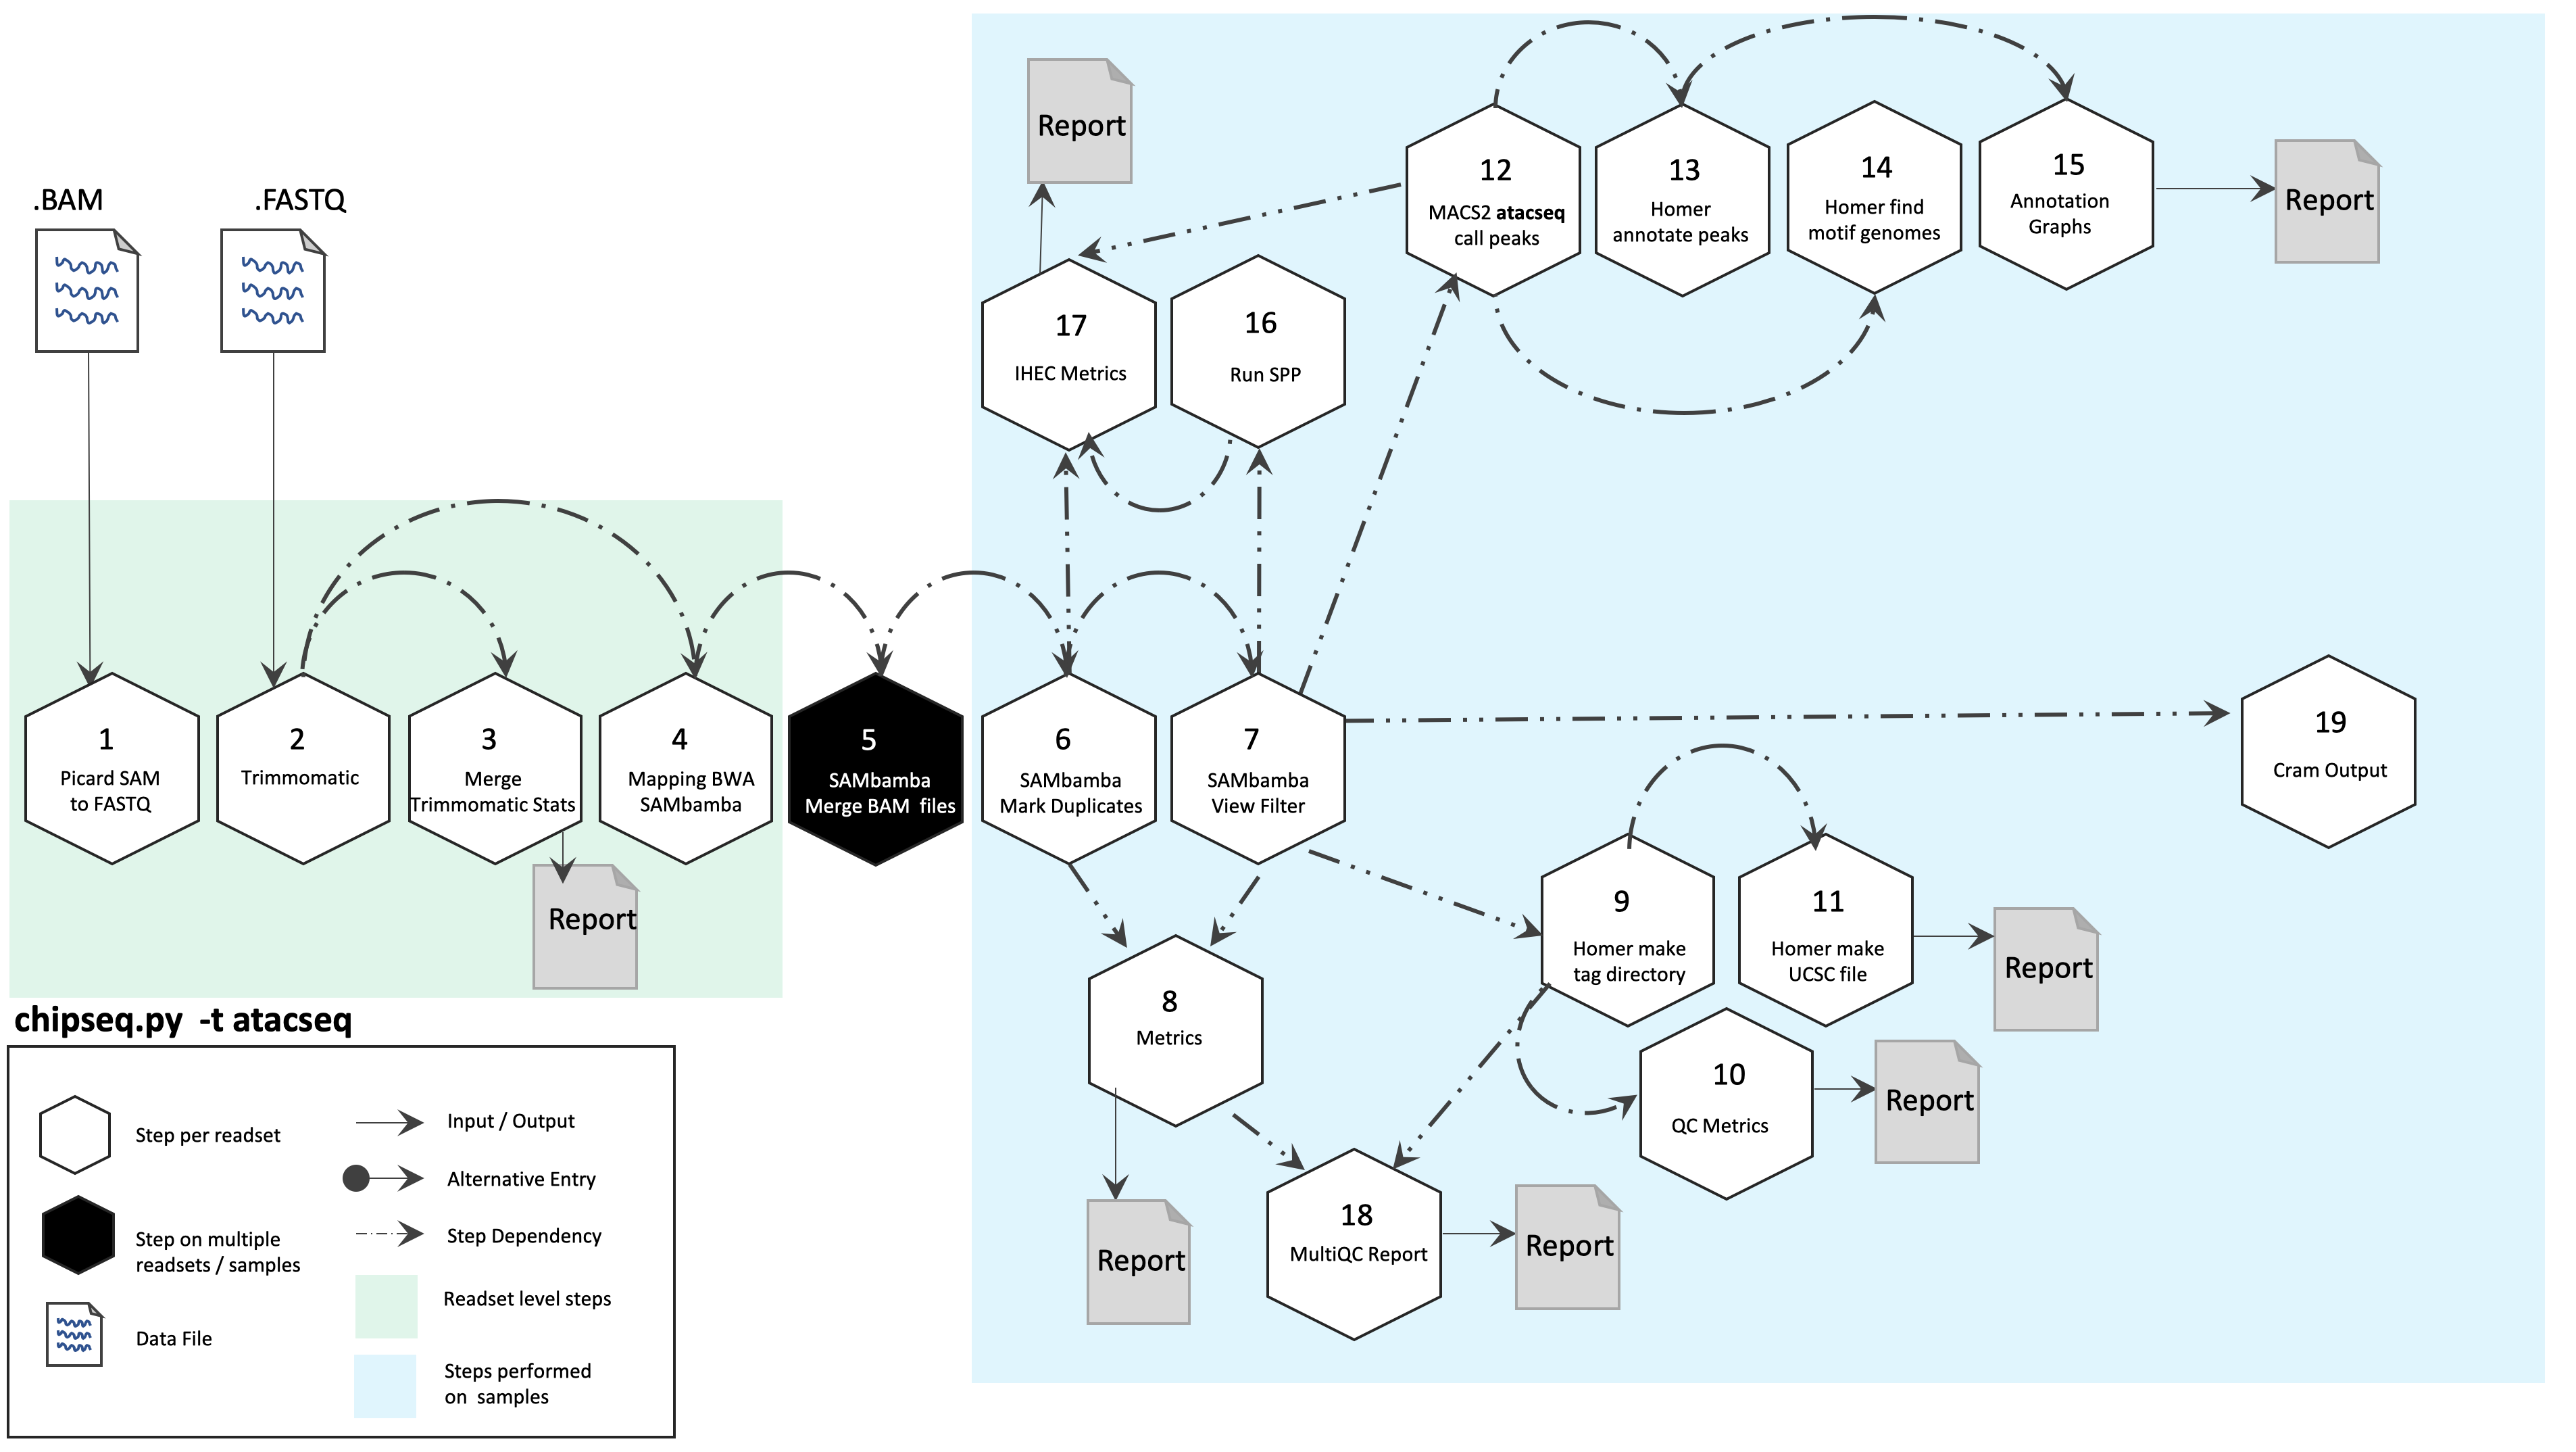 Report
12
MACS2 atacseq
call peaks
13
Homer
annotate peaks
14
Homer find
motif genomes
15
Annotation
Graphs
Report
.BAM
.FASTQ
17
IHEC Metrics
16
Run SPP
1
Picard SAM
to FASTQ
2
Trimmomatic
3
Merge
Trimmomatic Stats
4
Mapping BWA
SAMbamba
5
SAMbamba
Merge BAM files
6
SAMbamba
Mark Duplicates
7
SAMbamba
View Filter
19
Cram Output
Report
9
Homer make
tag directory
11
Homer make
UCSC file
Report
8
Metrics
10
QC Metrics
Report
Report
18
MultiQC Report
Report
chipseq.py -t atacseq
Step per readset
Step on multiple
readsets / samples
Data File
Input / Output
Alternative Entry
Step Dependency
Readset level steps
Steps performed
on samples